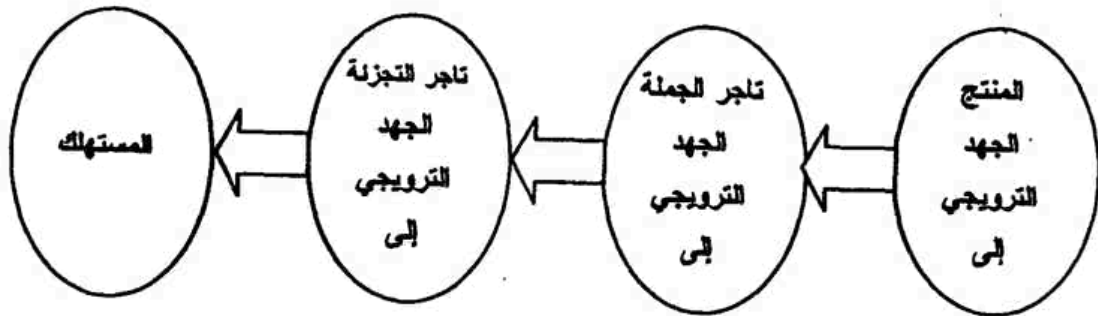 المنتج
الجهد
الترويجي
إلى
تاجر الجملة
الجهد
الترويجي
إلى
تاجر التجزئة
الجهد
الترويجي
إلى
المستهلك